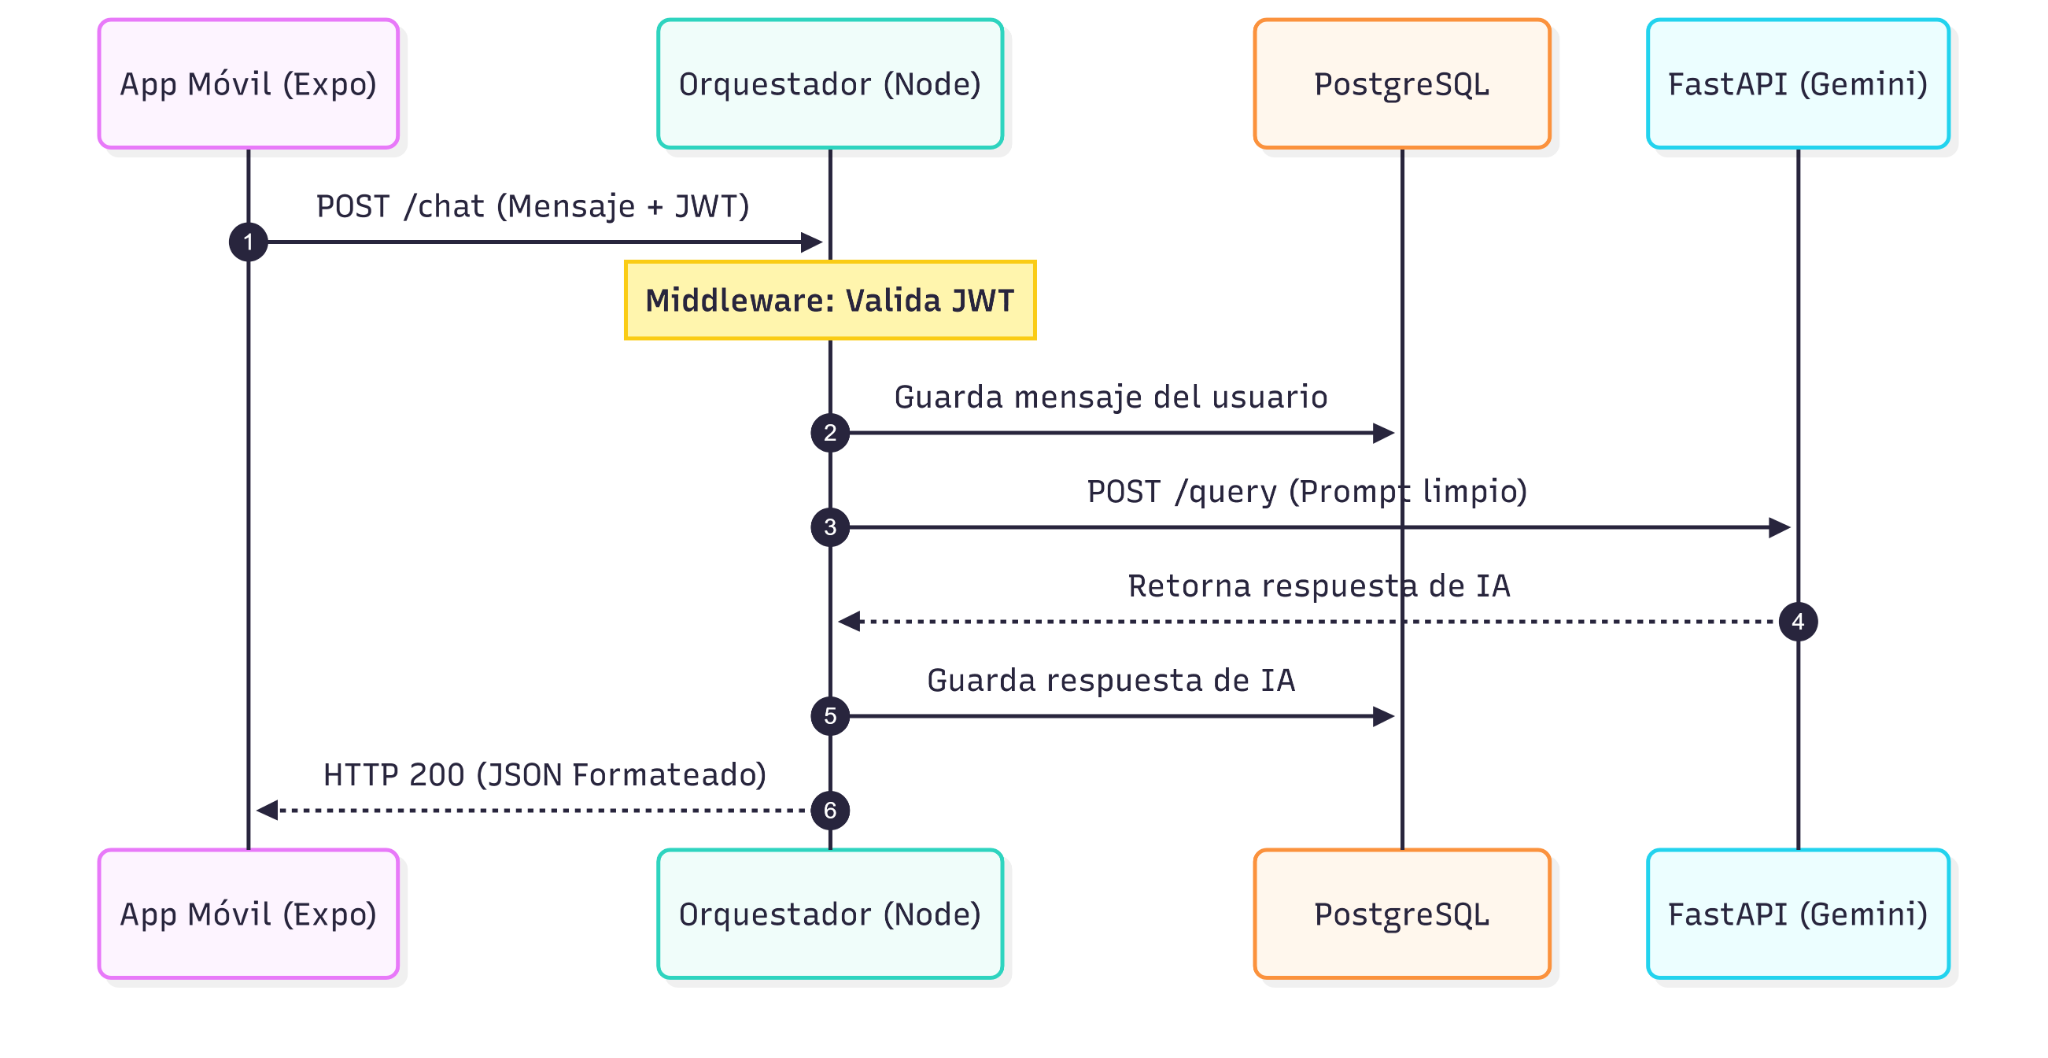 App Móvil (Expo)
Orquestador (Node)
PostgreSQL
FastAPI (Gemini)
POST /chat (Mensaje + JWT)
1
Middleware: Valida JWT
Guarda mensaje del usuario
2
POST /query (Prompt limpio)
3
Retorna respuesta de IA
4
Guarda respuesta de IA
5
HTTP 200 (JSON Formateado)
6
App Móvil (Expo)
Orquestador (Node)
PostgreSQL
FastAPI (Gemini)